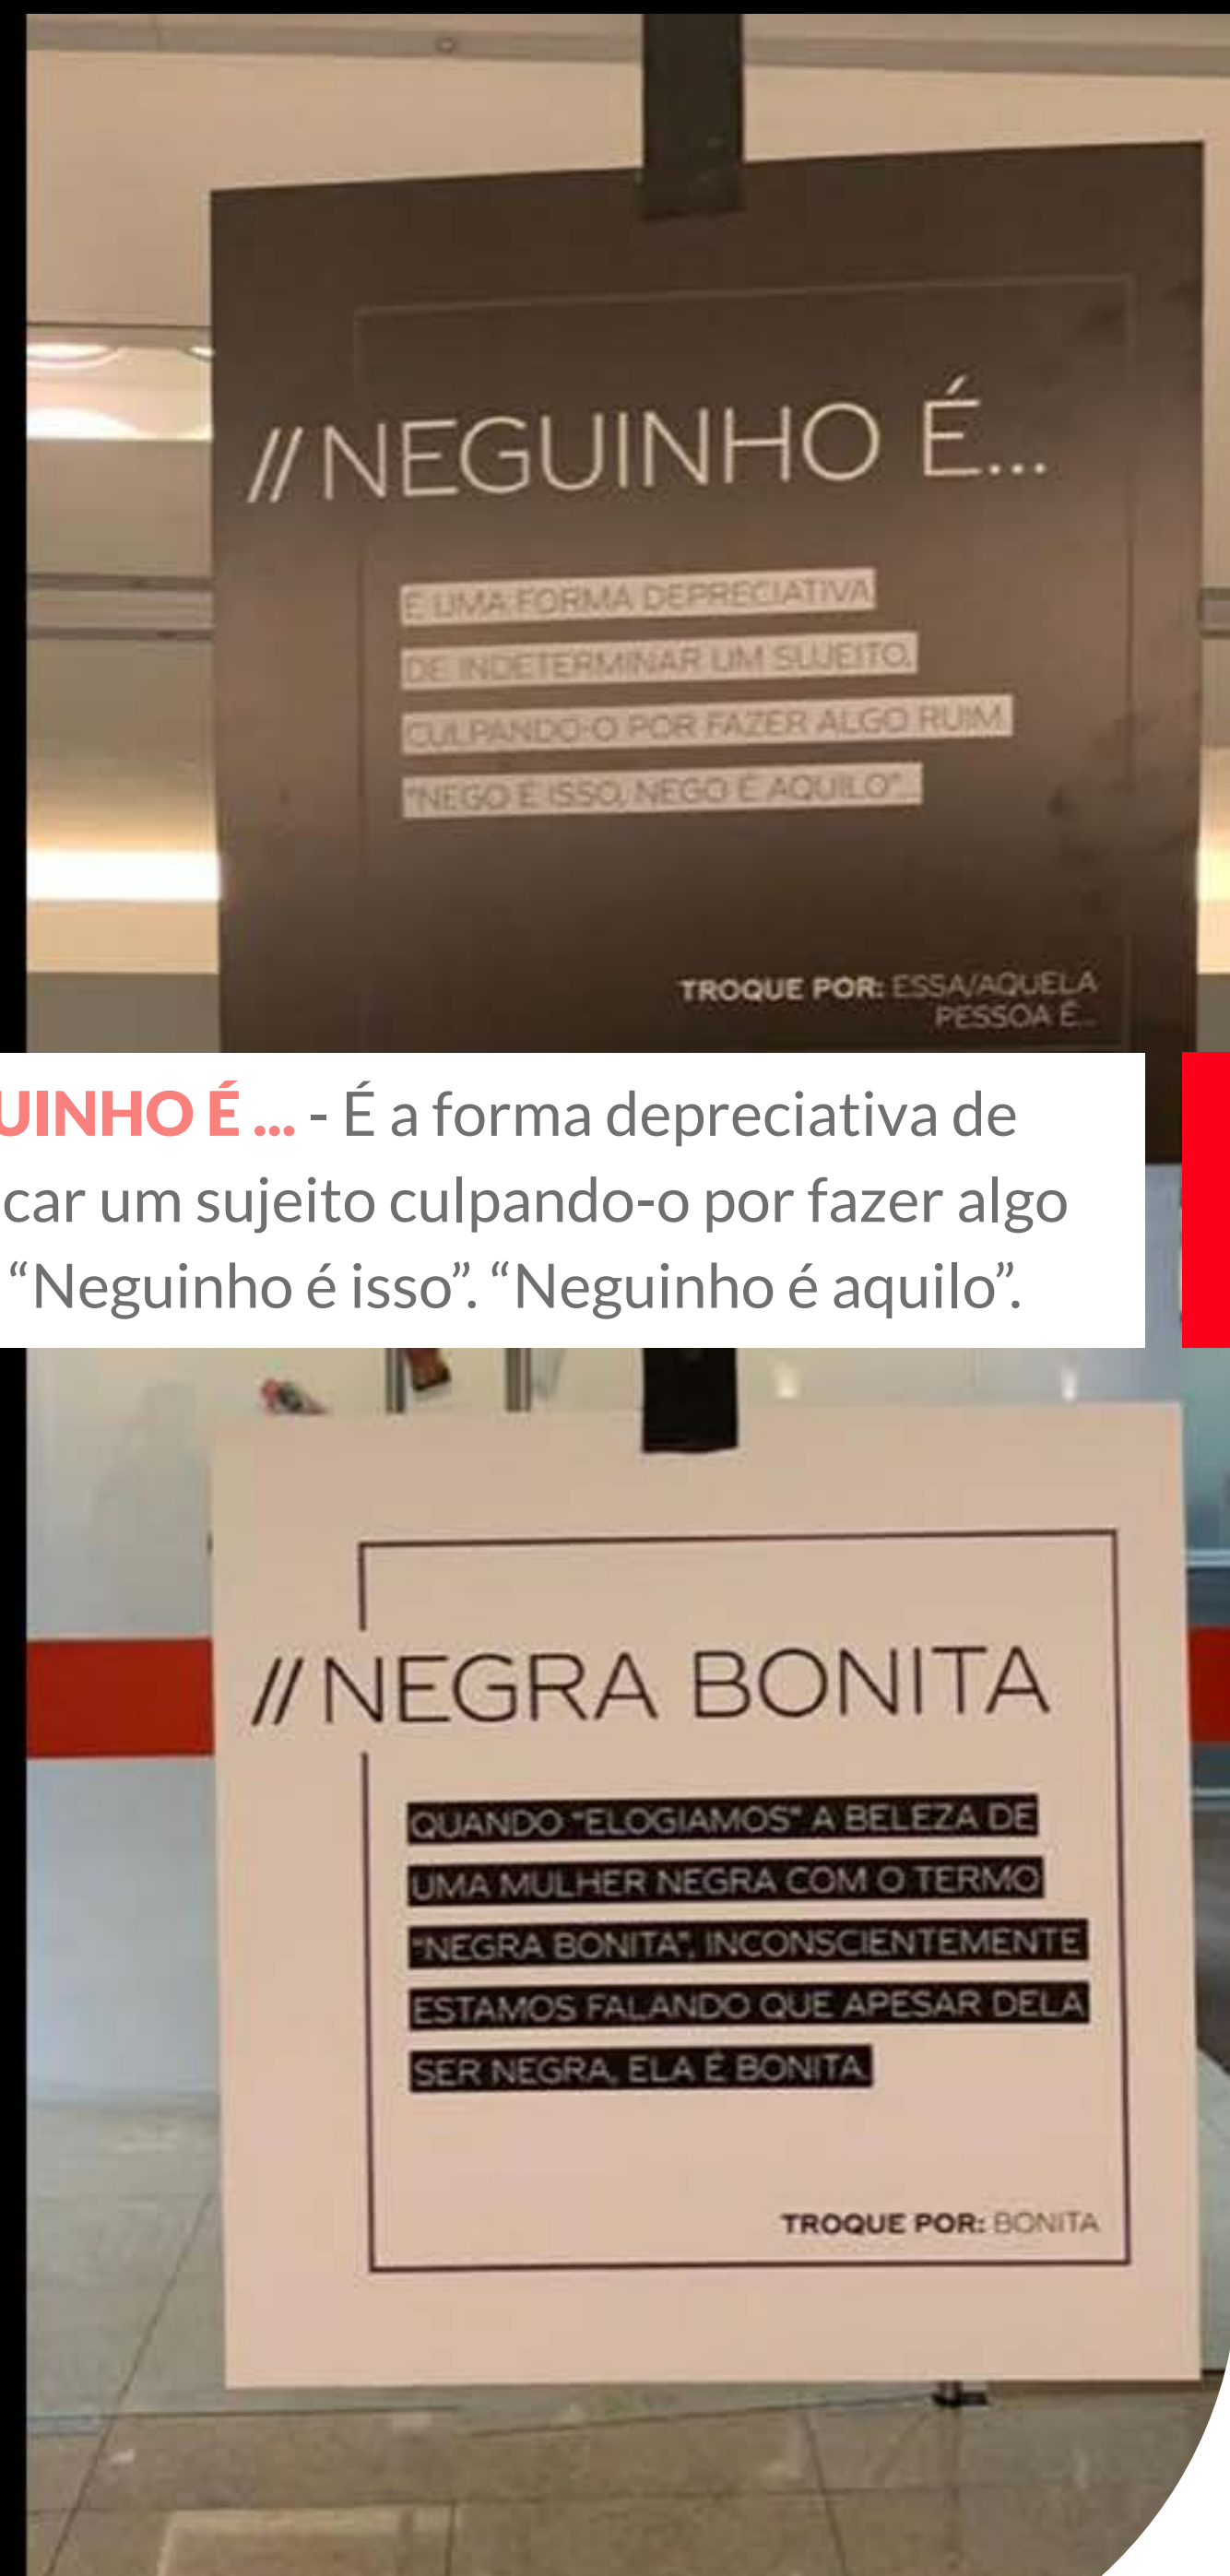 //NEGUINHO É...
É UMA FORMA DEPRECIATIVA
DE INDETERMINAR UM SUJEITO,
CULPANDO-O POR FAZER ALGO RUIM.
"NEGO É ISSO, NEGO É AQUILO"...
TROQUE POR: ESSA/AQUELA
PESSOA É...
UINHO É ... - É a forma depreciativa de
car um sujeito culpando-o por fazer algo
“Neguinho é isso”. “Neguinho é aquilo”.
//NEGRA BONITA
QUANDO "ELOGIAMOS" A BELEZA DE
UMA MULHER NEGRA COM O TERMO
"NEGRA BONITA", INCONSCIENTEMENTE
ESTAMOS FALANDO QUE APESAR DELA
SER NEGRA, ELA É BONITA.
TROQUE POR: BONITA